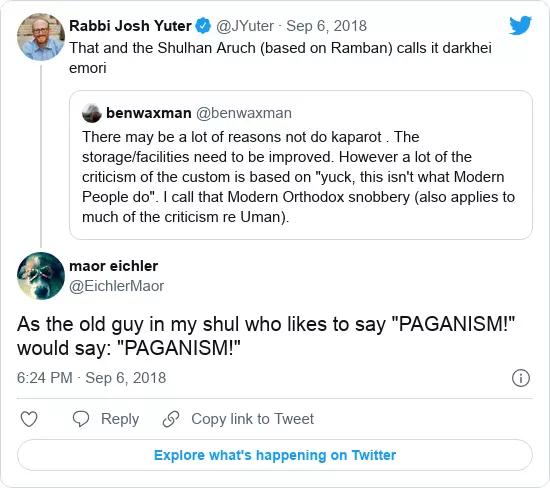 Rabbi Josh Yuter @JYuter · Sep 6, 2018
That and the Shulhan Aruch (based on Ramban) calls it darkhei
emori
benwaxman @benwaxman
There may be a lot of reasons not do kaparot . The
storage/facilities need to be improved. However a lot of the
criticism of the custom is based on "yuck, this isn't what Modern
People do". I call that Modern Orthodox snobbery (also applies to
much of the criticism re Uman).
maor eichler
@EichlerMaor
As the old guy in my shul who likes to say "PAGANISM!"
would say: "PAGANISM!"
6:24 PM · Sep 6, 2018
Reply Copy link to Tweet
Explore what's happening on Twitter